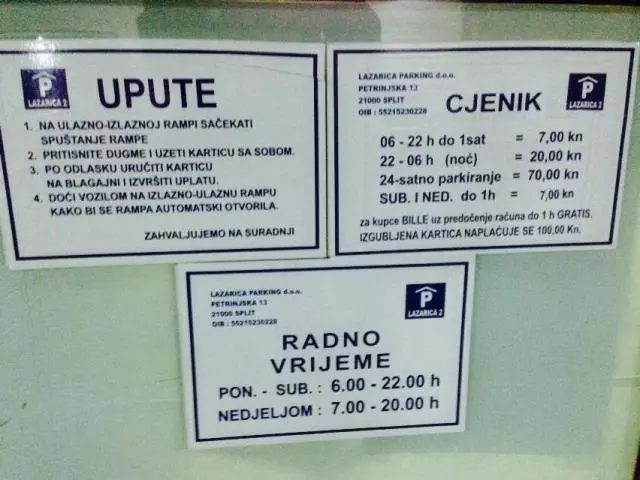 P
LAZARICA 2
UPUTE
1. NA ULAZNO-IZLAZNOJ RAMPI SAČEKATI
SPUŠTANJE RAMPE
2. PRITISNITE DUGME I UZETI KARTICU SA SOBOM.
3. PO ODLASKU URUČITI KARTICU
NA BLAGAJNI I IZVRŠITI UPLATU.
4. DOĆI VOZILOM NA IZLAZNO-ULAZNU RAMPU
KAKO BI SE RAMPA AUTOMATSKI OTVORILA.
ZAHVALJUJEMO NA SURADNJI
LAZARICA PARKING d.o.o.
PETRINJSKA 13
21000 SPLIT
OIB : 55215230228
CJENIK
P
LAZARICA 2
06 - 22 h do 1sat = 7,00 kn
22 - 06 h (noć) = 20,00 kn
24-satno parkiranje = 70,00 kn
SUB. I NED. do 1h = 7,00 kn
za kupce BILLE uz predočenje računa do 1 h GRATIS.
IZGUBLJENA KARTICA NAPLAĆUJE SE 100,00 Kn.
LAZARICA PARKING d.o.o.
PETRINJSKA 13
21000 SPLIT
OIB : 55215230228
P
LAZARICA 2
RADNO
VRIJEME
PON. - SUB. : 6.00 - 22.00 h
NEDJELJOM : 7.00 - 20.00 h